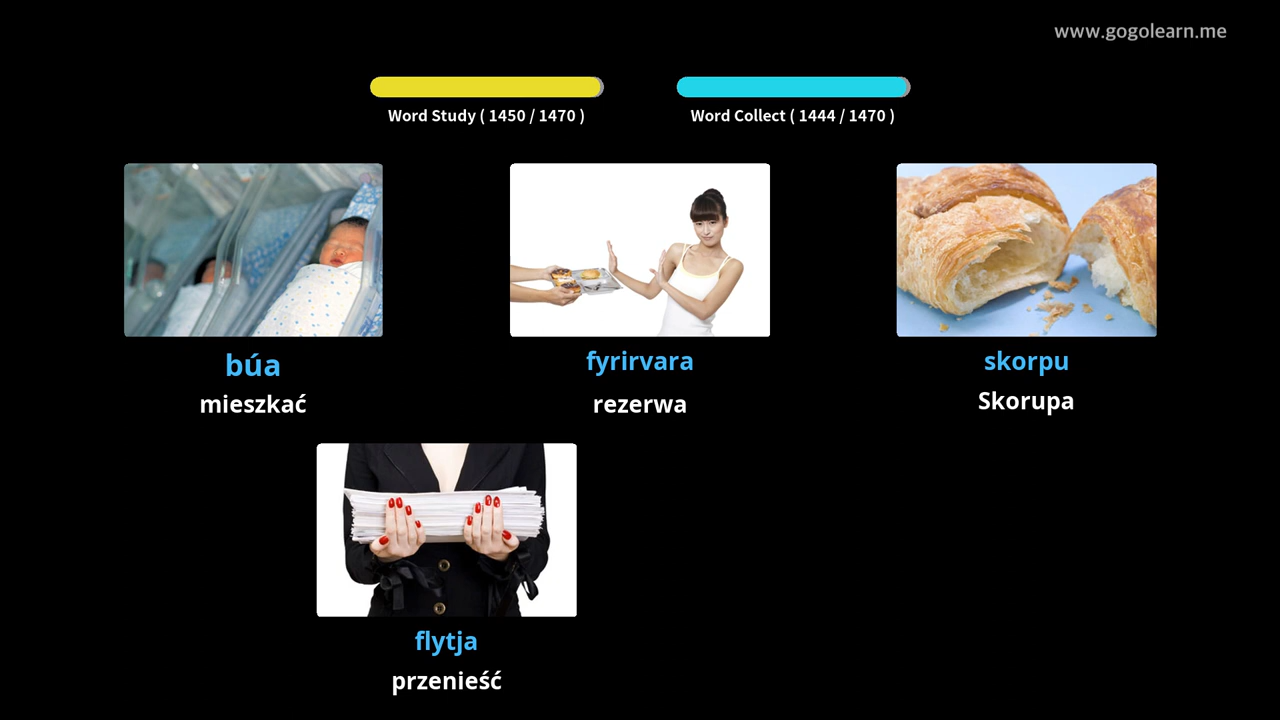 www.gogolearn.me
Word Study ( 1450 / 1470 )
Word Collect ( 1444 / 1470 )
búa
mieszkać
fyrirvara
rezerwa
skorpu
Skorupa
flytja
przenieść